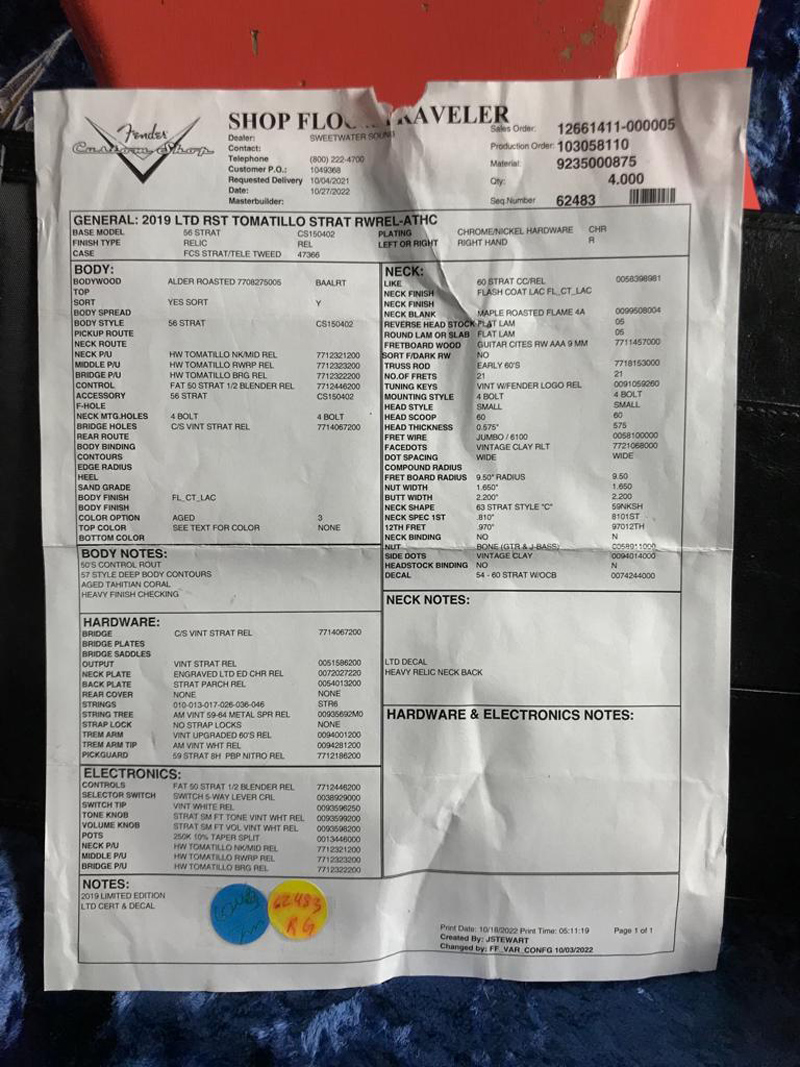 Fender
Custom Shop
SHOP FLOOR TRAVELER
Dealer: SWEETWATER SOUND
Contact:
Telephone (800) 222-4700
Customer P.O.: 1049368
Requested Delivery 10/04/2021
Date: 10/27/2022
Masterbuilder:
Sales Order: 12661411-000005
Production Order: 103058110
Material: 9235000875
Qty: 4.000
Seq.Number 62483
GENERAL: 2019 LTD RST TOMATILLO STRAT RWREL-ATHC
BASE MODEL 56 STRAT CS150402 PLATING CHROME/NICKEL HARDWARE CHR
FINISH TYPE RELIC REL LEFT OR RIGHT RIGHT HAND R
CASE FCS STRAT/TELE TWEED 47366
BODY:
BODYWOOD ALDER ROASTED 7708275005 BAALRT
TOP
SORT YES SORT Y
BODY SPREAD
BODY STYLE 56 STRAT CS150402
PICKUP ROUTE
NECK ROUTE
NECK P/U HW TOMATILLO NK/MID REL 7712321200
MIDDLE P/U HW TOMATILLO RWRP REL 7712323200
BRIDGE P/U HW TOMATILLO BRG REL 7712322200
CONTROL FAT 50 STRAT 1/2 BLENDER REL 7712446200
ACCESSORY 56 STRAT CS150402
F-HOLE
NECK MTG.HOLES 4 BOLT 4 BOLT
BRIDGE HOLES C/S VINT STRAT REL 7714067200
REAR ROUTE
BODY BINDING
CONTOURS
EDGE RADIUS
HEEL
SAND GRADE
BODY FINISH FL_CT_LAC
BODY FINISH
COLOR OPTION AGED 3
TOP COLOR SEE TEXT FOR COLOR NONE
BOTTOM COLOR
NECK:
LIKE 60 STRAT CC/REL 0058398981
NECK FINISH FLASH COAT LAC FL_CT_LAC
NECK FINISH
NECK BLANK MAPLE ROASTED FLAME 4A 0099508004
REVERSE HEAD STOCK FLAT LAM 05
ROUND LAM OR SLAB FLAT LAM 05
FRETBOARD WOOD GUITAR CITES RW AAA 9 MM 7711457000
SORT F/DARK RW NO
TRUSS ROD EARLY 60'S 7718153000
NO.OF FRETS 21 21
TUNING KEYS VINT W/FENDER LOGO REL 0091059260
MOUNTING STYLE 4 BOLT 4 BOLT
HEAD STYLE SMALL SMALL
HEAD SCOOP 60 60
HEAD THICKNESS 0.575" 575
FRET WIRE JUMBO / 6100 0058100000
FACEDOTS VINTAGE CLAY RLT 7721068000
DOT SPACING WIDE WIDE
COMPOUND RADIUS
FRET BOARD RADIUS 9.50" RADIUS 9.50
NUT WIDTH 1.650" 1.650
BUTT WIDTH 2.200" 2.200
NECK SHAPE 63 STRAT STYLE "C" 59NKSH
NECK SPEC 1ST .810" 8101ST
12TH FRET .970" 97012TH
NECK BINDING NO N
NUT BONE (GTR & J-BASS) 0058911000
SIDE DOTS VINTAGE CLAY 0094014000
HEADSTOCK BINDING NO N
DECAL 54 - 60 STRAT W/OCB 0074244000
BODY NOTES:
50'S CONTROL ROUT
57 STYLE DEEP BODY CONTOURS
AGED TAHITIAN CORAL
HEAVY FINISH CHECKING
NECK NOTES:
LTD DECAL
HEAVY RELIC NECK BACK
HARDWARE:
BRIDGE C/S VINT STRAT REL 7714067200
BRIDGE PLATES
BRIDGE SADDLES
OUTPUT VINT STRAT REL 0051586200
NECK PLATE ENGRAVED LTD ED CHR REL 0072027220
BACK PLATE STRAT PARCH REL 0054013200
REAR COVER NONE NONE
STRINGS 010-013-017-026-036-046 STR6
STRING TREE AM VINT 59-64 METAL SPR REL 00935692M0
STRAP LOCK NO STRAP LOCKS NONE
TREM ARM VINT UPGRADED 60'S REL 0094001200
TREM ARM TIP AM VINT WHT REL 0094281200
PICKGUARD 59 STRAT 8H PBP NITRO REL 7712186200
HARDWARE & ELECTRONICS NOTES:
ELECTRONICS:
CONTROLS FAT 50 STRAT 1/2 BLENDER REL 7712446200
SELECTOR SWITCH SWITCH 5-WAY LEVER CRL 0038929000
SWITCH TIP VINT WHITE REL 0093596250
TONE KNOB STRAT SM FT TONE VINT WHT REL 0093599200
VOLUME KNOB STRAT SM FT VOL VINT WHT REL 0093598200
POTS 250K 10% TAPER SPLIT 0013446000
NECK P/U HW TOMATILLO NK/MID REL 7712321200
MIDDLE P/U HW TOMATILLO RWRP REL 7712323200
BRIDGE P/U HW TOMATILLO BRG REL 7712322200
NOTES:
2019 LIMITED EDITION
LTD CERT & DECAL
62483
RG
Print Date: 10/18/2022 Print Time: 05:11:19 Page 1 of 1
Created By: JSTEWART
Changed by: FF_VAR_CONFG 10/03/2022